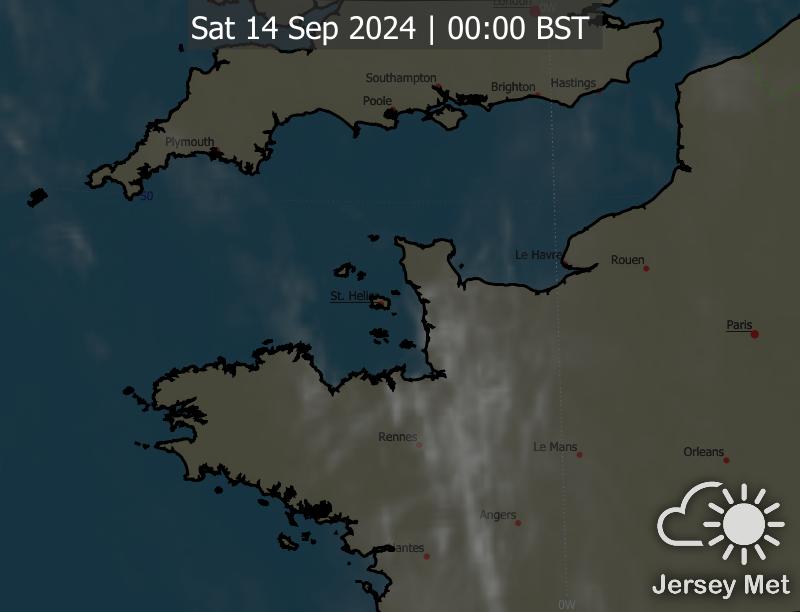 London
0W
Sat 14 Sep 2024 | 00:00 BST
Southampton
Brighton
Hastings
Poole
Plymouth
50
Le Havre
Rouen
St. Helier
Paris
Rennes
Le Mans
Orleans
Angers
Nantes
Jersey Met
0W